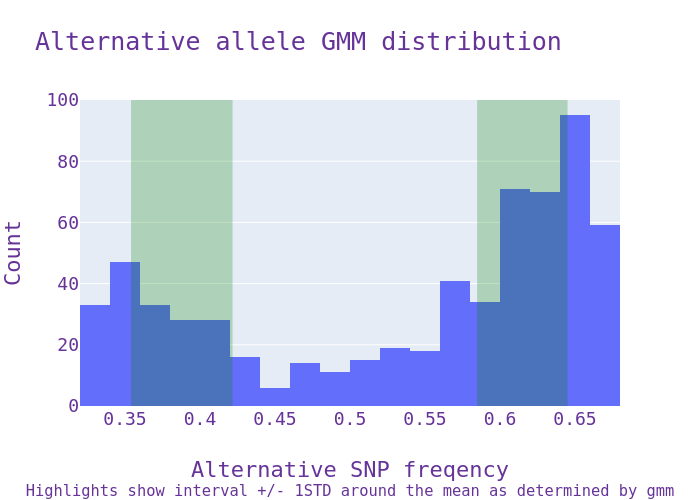 Alternative allele GMM distribution
100
80
60
40
20
0
Count
0.35 0.4 0.45 0.5 0.55 0.6 0.65
Alternative SNP freqency
Highlights show interval +/- 1STD around the mean as determined by gmm